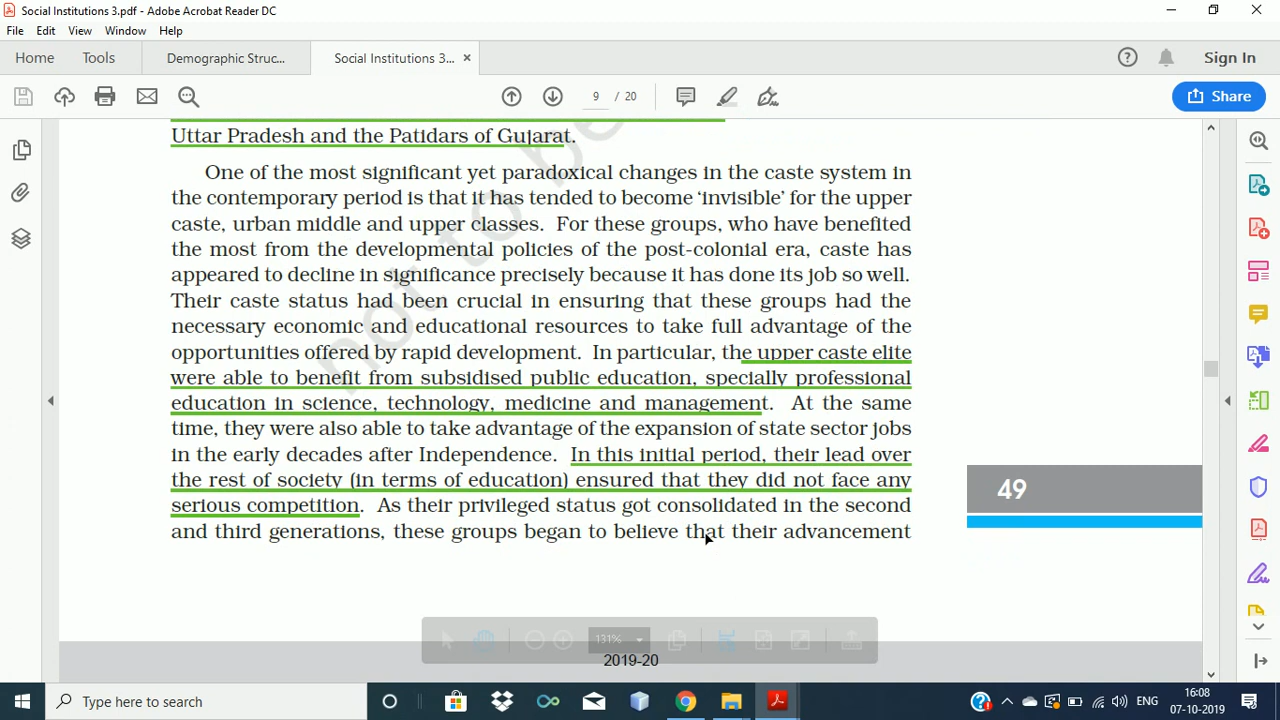 Social Institutions 3.pdf - Adobe Acrobat Reader DC
File Edit View Window Help
Home Tools Demographic Struc... Social Institutions 3... ×
Sign In
9 / 20
Share
Uttar Pradesh and the Patidars of Gujarat.
One of the most significant yet paradoxical changes in the caste system in
the contemporary period is that it has tended to become ‘invisible’ for the upper
caste, urban middle and upper classes. For these groups, who have benefited
the most from the developmental policies of the post-colonial era, caste has
appeared to decline in significance precisely because it has done its job so well.
Their caste status had been crucial in ensuring that these groups had the
necessary economic and educational resources to take full advantage of the
opportunities offered by rapid development. In particular, the upper caste elite
were able to benefit from subsidised public education, specially professional
education in science, technology, medicine and management. At the same
time, they were also able to take advantage of the expansion of state sector jobs
in the early decades after Independence. In this initial period, their lead over
the rest of society (in terms of education) ensured that they did not face any
serious competition. As their privileged status got consolidated in the second
and third generations, these groups began to believe that their advancement
49
not to be
131%
2019-20
Type here to search
ENG
16:08
07-10-2019